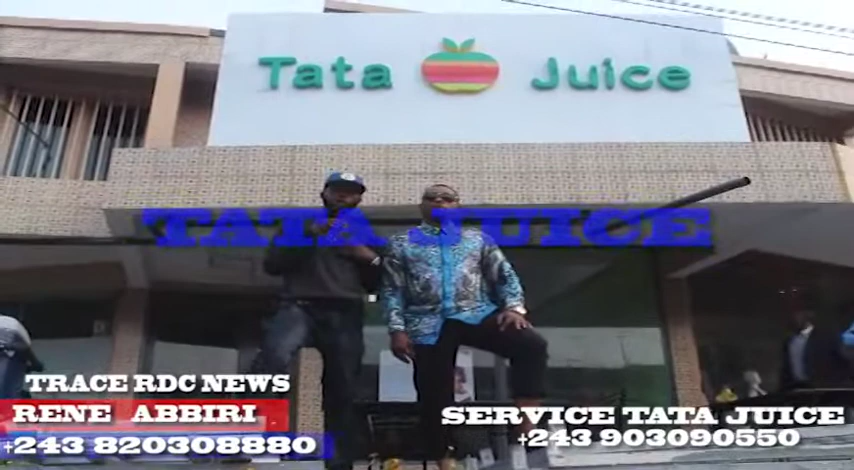 Tata Juice
TATA JUICE
TRACE RDC NEWS
RENE ABBIRI
+243 820308880
SERVICE TATA JUICE
+243 903090550